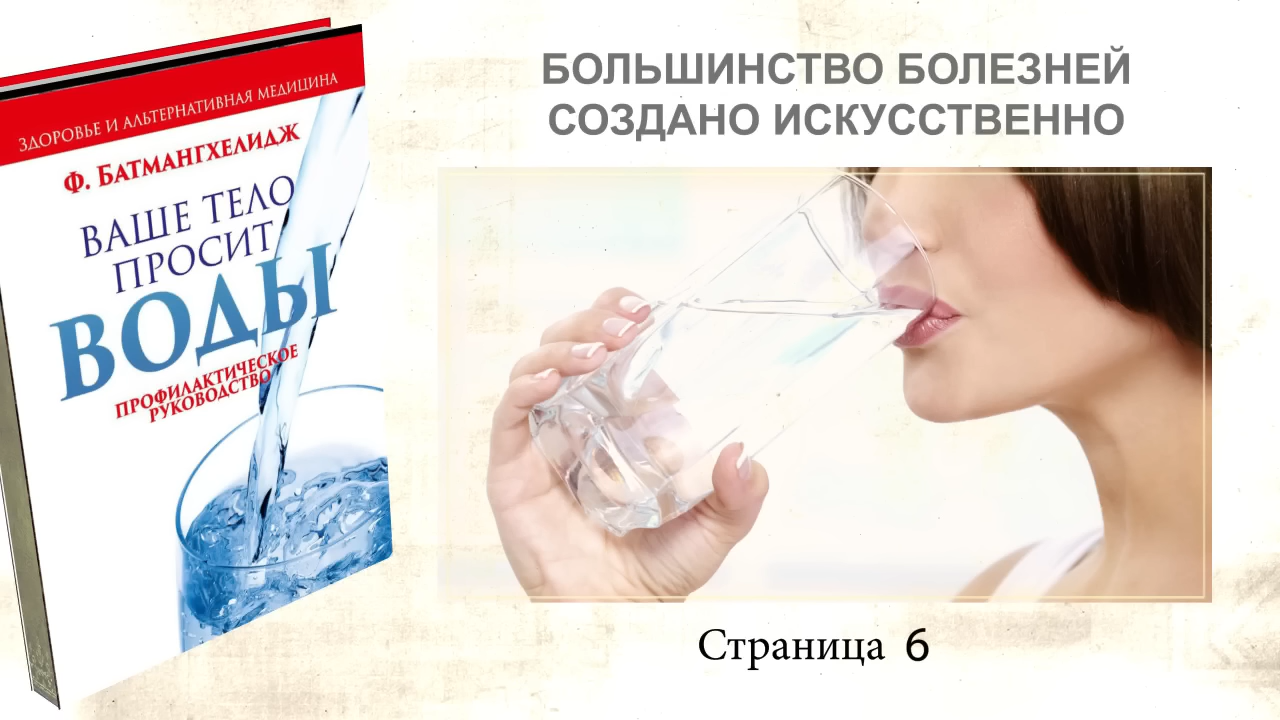 ЗДОРОВЬЕ И АЛЬТЕРНАТИВНАЯ МЕДИЦИНА
Ф. БАТМАНГХЕЛИДЖ
ВАШЕ ТЕЛО
ПРОСИТ
ВОДЫ
ПРОФИЛАКТИЧЕСКОЕ
РУКОВОДСТВО
БОЛЬШИНСТВО БОЛЕЗНЕЙ
СОЗДАНО ИСКУССТВЕННО
Страница 6